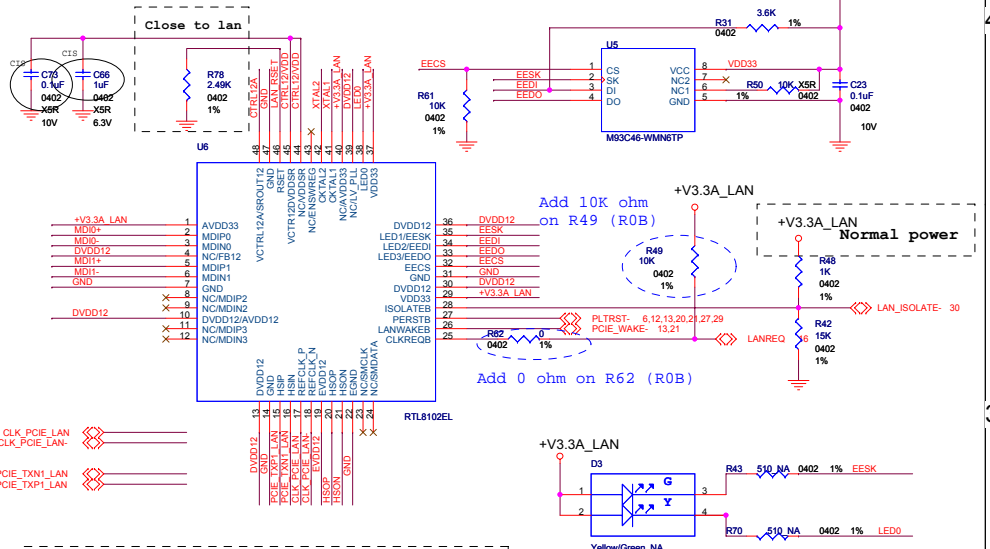 Close to lan
CIS
CIS
C73
0.1uF
0402
X5R
10V
C66
1uF
0402
X5R
6.3V
R78
2.49K
0402
1%
CTRL12A
GND
LAN_RSET
CTRL12/VDD
CTRL12/VDD
XTAL2
XTAL1
+V3.3A_LAN
DVDD12
LED0
+V3.3A_LAN
48
47
46
45
44
43
42
41
40
39
38
37
U6
VCTRL12A/SROUT12
GND
RSET
VCTR12DVDDSR
NC/VDDSR
NC/ENSWREG
CKTAL2
CKTAL1
NC/AVDD33
NC/LV_PLL
LED0
VDD33
+V3.3A_LAN 1 AVDD33
MDI0+ 2 MDIP0
MDI0- 3 MDIN0
DVDD12 4 NC/FB12
MDI1+ 5 MDIP1
MDI1- 6 MDIN1
GND 7 GND
8 NC/MDIP2
9 NC/MDIN2
DVDD12 10 DVDD12/AVDD12
11 NC/MDIP3
12 NC/MDIN3
DVDD12 36 DVDD12
LED1/EESK 35 EESK
LED2/EEDI 34 EEDI
LED3/EEDO 33 EEDO
EECS 32 EECS
GND 31 GND
DVDD12 30 DVDD12
VDD33 29 +V3.3A_LAN
ISOLATEB 28
PERSTB 27 PLTRST- 6,12,13,20,21,27,29
LANWAKEB 26 PCIE_WAKE- 13,21
CLKREQB 25
DVDD12
GND
HSIP
HSIN
REFCLK_P
REFCLK_N
EVDD12
HSOP
HSON
EGND
NC/SMCLK
NC/SMDATA
RTL8102EL
13
14
15
16
17
18
19
20
21
22
23
24
DVDD12
GND
PCIE_TXP1_LAN
PCIE_TXN1_LAN
CLK_PCIE_LAN
CLK_PCIE_LAN-
EVDD12
HSOP
HSON
GND
CLK_PCIE_LAN
CLK_PCIE_LAN-
PCIE_TXN1_LAN
PCIE_TXP1_LAN
R31
0402
3.6K
1%
U5
EECS
EESK
EEDI
EEDO
1 CS
2 SK
3 DI
4 DO
VCC 8 VDD33
NC2 7
NC1 6
GND 5
M93C46-WMN6TP
R61
10K
0402
1%
R50
1%
10K
0402
X5R
C23
0.1uF
0402
10V
Add 10K ohm
on R49 (R0B)
+V3.3A_LAN
R49
10K
0402
1%
+V3.3A_LAN
Normal power
R48
1K
0402
1%
LAN_ISOLATE- 30
R42
15K
0402
1%
LANREQ 6
R62
0402
0
1%
Add 0 ohm on R62 (R0B)
+V3.3A_LAN
D3
1
2
G
Y
3
4
Yellow/Green_NA
R43 510_NA 0402 1% EESK
R70 510_NA 0402 1% LED0